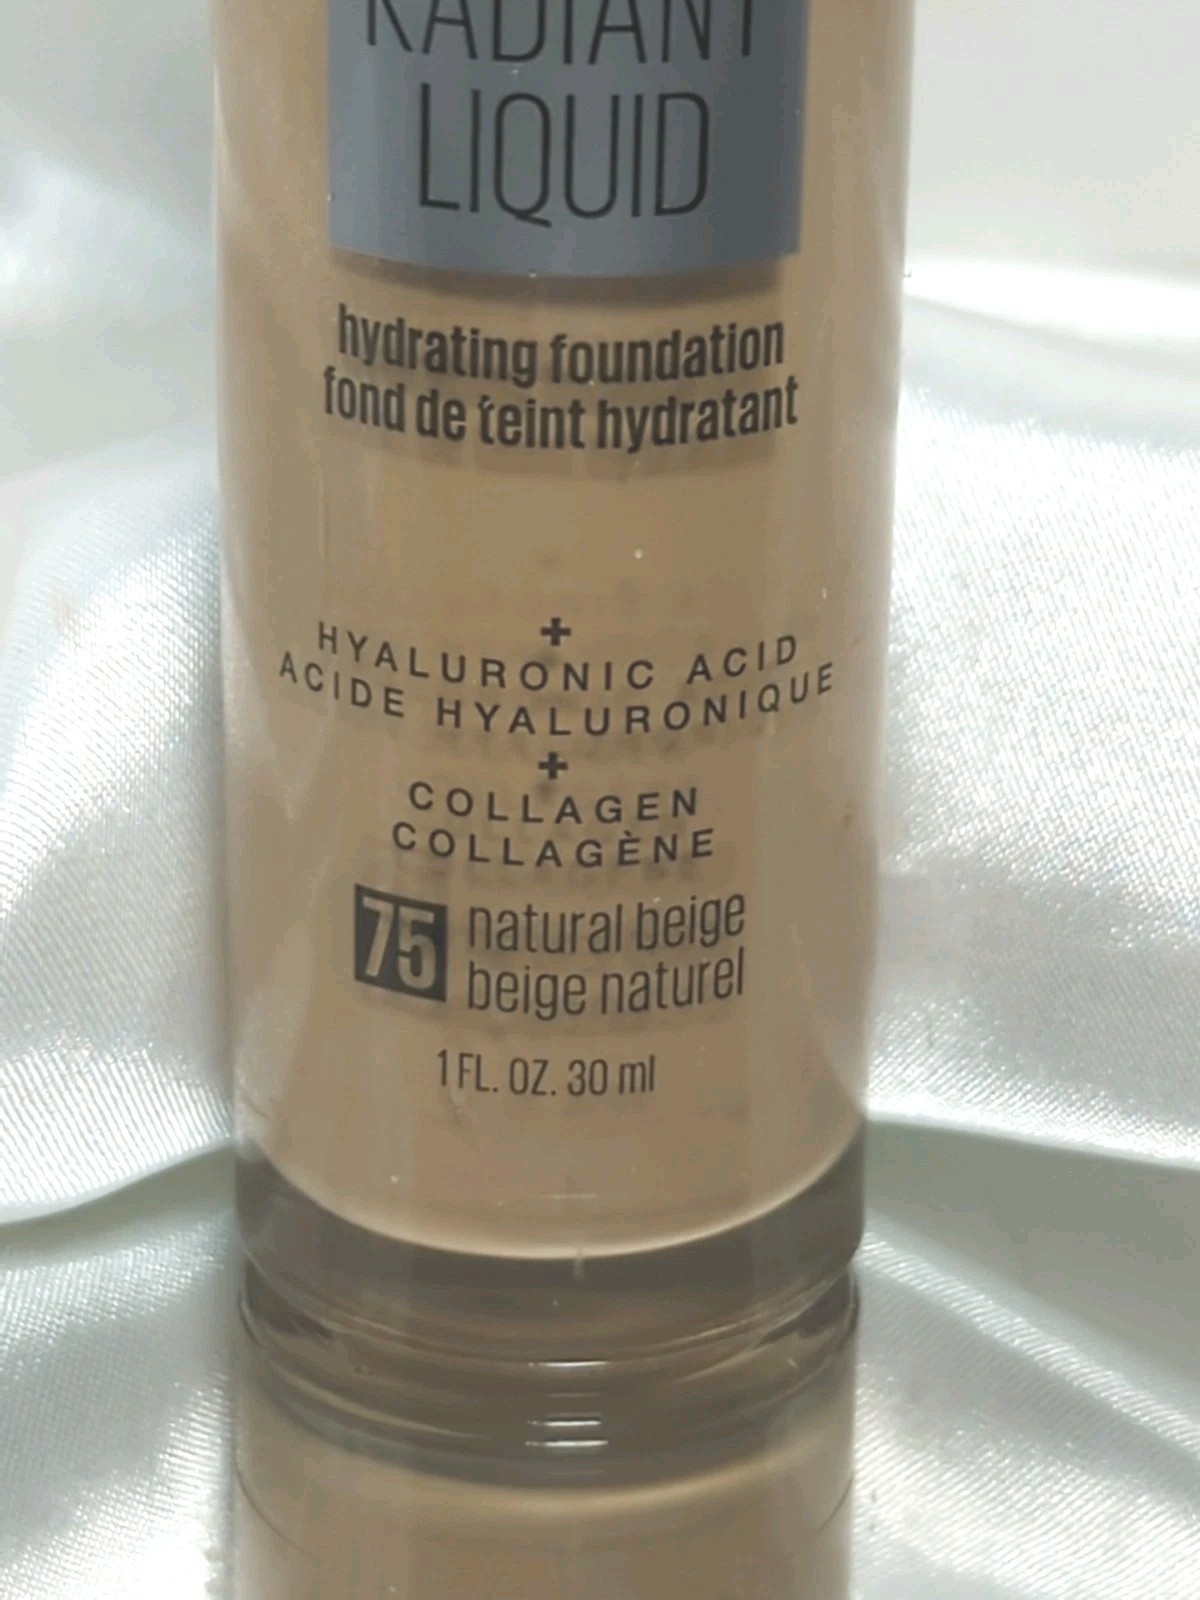 RADIANT
LIQUID
hydrating foundation
fond de teint hydratant
+
HYALURONIC ACID
ACIDE HYALURONIQUE
+
COLLAGEN
COLLAGÈNE
75 natural beige
beige naturel
1 FL. OZ. 30 ml